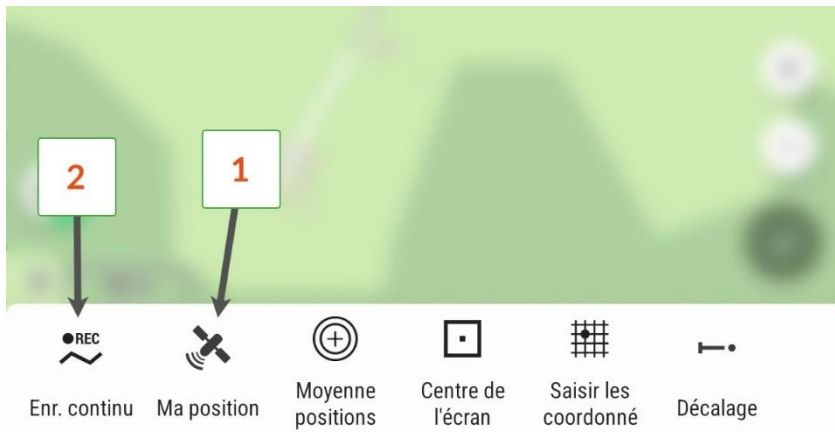 2
1
●REC
Enr. continu
Ma position
Moyenne
positions
Centre de
l'écran
Saisir les
coordonné
Décalage